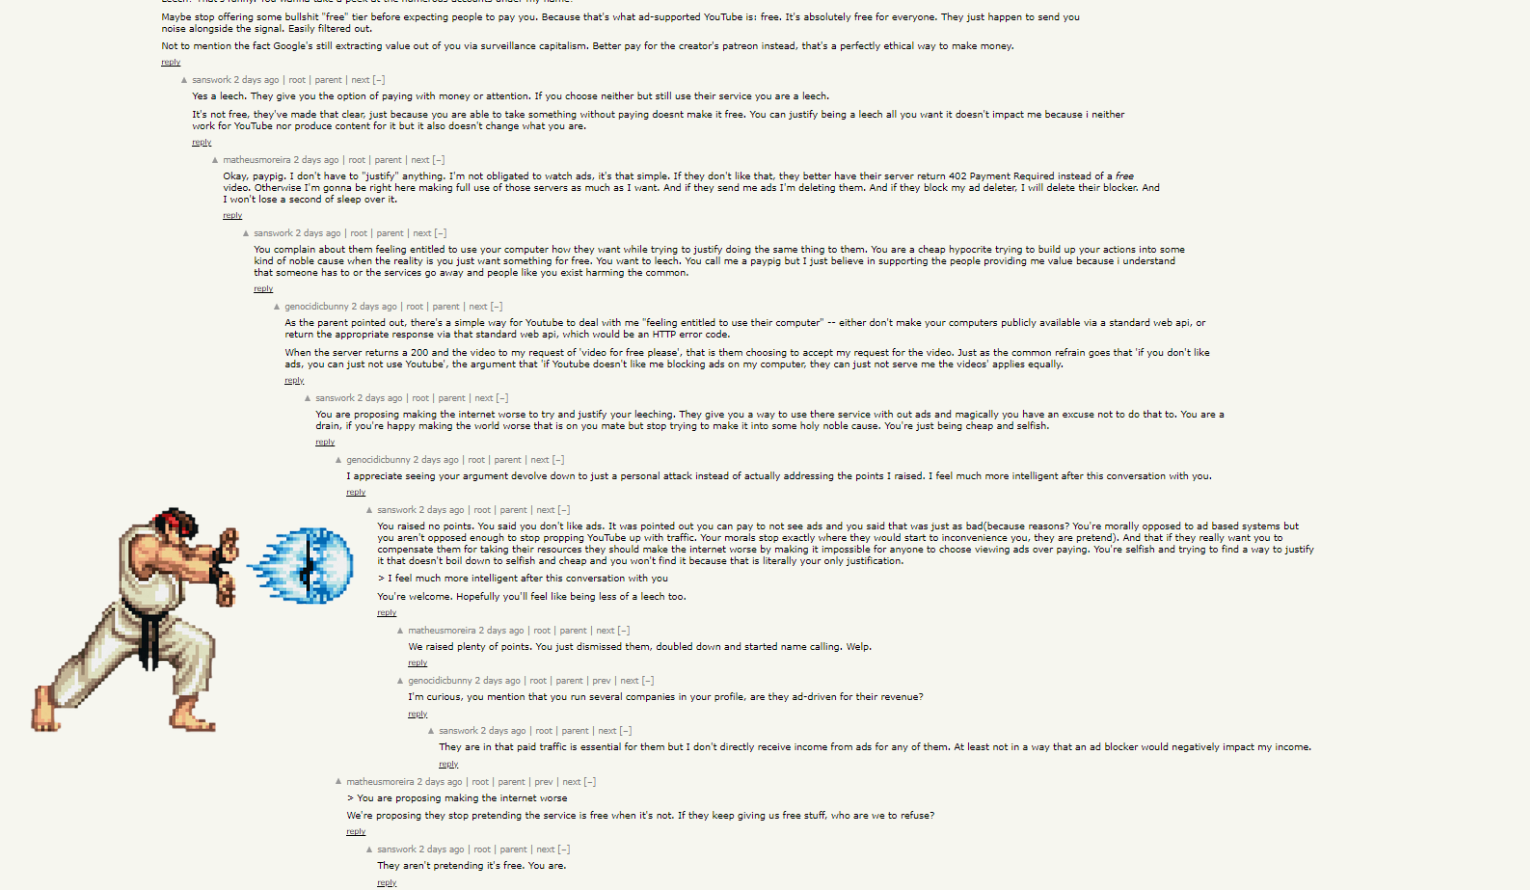 Maybe stop offering some bullshit "free" tier before expecting people to pay you. Because that's what ad-supported YouTube is: free. It's absolutely free for everyone. They just happen to send you
noise alongside the signal. Easily filtered out.
Not to mention the fact Google's still extracting value out of you via surveillance capitalism. Better pay for the creator's patreon instead, that's a perfectly ethical way to make money.
reply
▲ sanswork 2 days ago | root | parent | next [–]
Yes a leech. They give you the option of paying with money or attention. If you choose neither but still use their service you are a leech.
It's not free, they've made that clear, just because you are able to take something without paying doesnt make it free. You can justify being a leech all you want it doesn't impact me because i neither
work for YouTube nor produce content for it but it also doesn't change what you are.
reply
▲ matheusmoreira 2 days ago | root | parent | next [–]
Okay, paypig. I don't have to "justify" anything. I'm not obligated to watch ads, it's that simple. If they don't like that, they better have their server return 402 Payment Required instead of a free
video. Otherwise I'm gonna be right here making full use of those servers as much as I want. And if they send me ads I'm deleting them. And if they block my ad deleter, I will delete their blocker. And
I won't lose a second of sleep over it.
reply
▲ sanswork 2 days ago | root | parent | next [–]
You complain about them feeling entitled to use your computer how they want while trying to justify doing the same thing to them. You are a cheap hypocrite trying to build up your actions into some
kind of noble cause when the reality is you just want something for free. You want to leech. You call me a paypig but I just believe in supporting the people providing me value because i understand
that someone has to or the services go away and people like you exist harming the common.
reply
▲ genocidicbunny 2 days ago | root | parent | next [–]
As the parent pointed out, there's a simple way for Youtube to deal with me "feeling entitled to use their computer" -- either don't make your computers publicly available via a standard web api, or
return the appropriate response via that standard web api, which would be an HTTP error code.
When the server returns a 200 and the video to my request of 'video for free please', that is them choosing to accept my request for the video. Just as the common refrain goes that 'if you don't like
ads, you can just not use Youtube', the argument that 'if Youtube doesn't like me blocking ads on my computer, they can just not serve me the videos' applies equally.
reply
▲ sanswork 2 days ago | root | parent | next [–]
You are proposing making the internet worse to try and justify your leeching. They give you a way to use there service with out ads and magically you have an excuse not to do that to. You are a
drain, if you're happy making the world worse that is on you mate but stop trying to make it into some holy noble cause. You're just being cheap and selfish.
reply
▲ genocidicbunny 2 days ago | root | parent | next [–]
I appreciate seeing your argument devolve down to just a personal attack instead of actually addressing the points I raised. I feel much more intelligent after this conversation with you.
reply
▲ sanswork 2 days ago | root | parent | next [–]
You raised no points. You said you don't like ads. It was pointed out you can pay to not see ads and you said that was just as bad(because reasons? You're morally opposed to ad based systems but
you aren't opposed enough to stop propping YouTube up with traffic. Your morals stop exactly where they would start to inconvenience you, they are pretend). And that if they really want you to
compensate them for taking their resources they should make the internet worse by making it impossible for anyone to choose viewing ads over paying. You're selfish and trying to find a way to justify
it that doesn't boil down to selfish and cheap and you won't find it because that is literally your only justification.
> I feel much more intelligent after this conversation with you
You're welcome. Hopefully you'll feel like being less of a leech too.
reply
▲ matheusmoreira 2 days ago | root | parent | next [–]
We raised plenty of points. You just dismissed them, doubled down and started name calling. Welp.
reply
▲ genocidicbunny 2 days ago | root | parent | prev | next [–]
I'm curious, you mention that you run several companies in your profile, are they ad-driven for their revenue?
reply
▲ sanswork 2 days ago | root | parent | next [–]
They are in that paid traffic is essential for them but I don't directly receive income from ads for any of them. At least not in a way that an ad blocker would negatively impact my income.
reply
▲ matheusmoreira 2 days ago | root | parent | prev | next [–]
> You are proposing making the internet worse
We're proposing they stop pretending the service is free when it's not. If they keep giving us free stuff, who are we to refuse?
reply
▲ sanswork 2 days ago | root | parent | next [–]
They aren't pretending it's free. You are.
reply